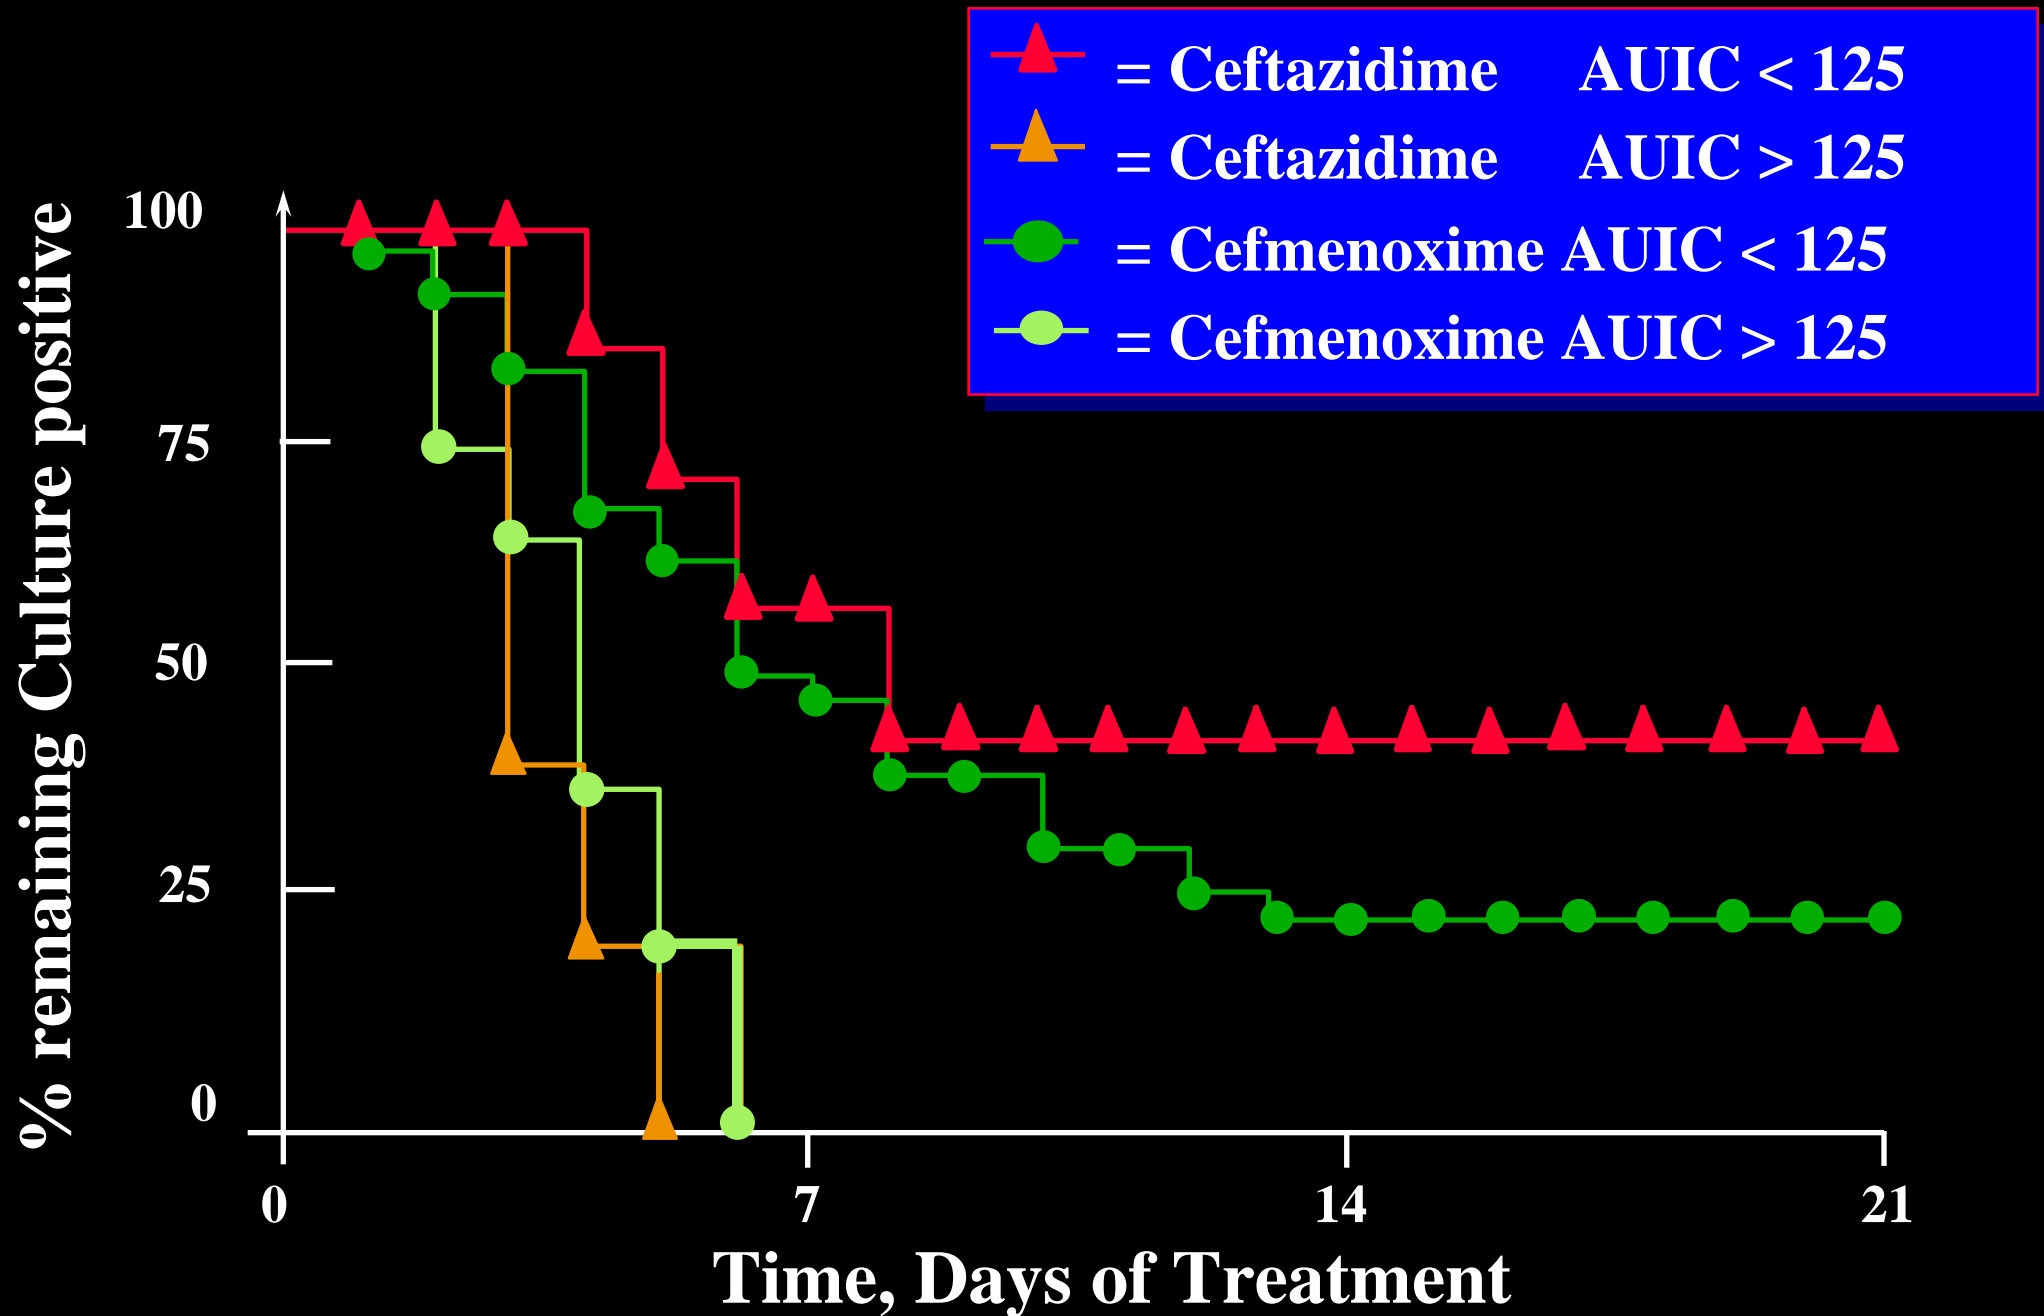 = Ceftazidime AUIC < 125
= Ceftazidime AUIC > 125
= Cefmenoxime AUIC < 125
= Cefmenoxime AUIC > 125
% remaining Culture positive
100
75
50
25
0
0 7 14 21
Time, Days of Treatment